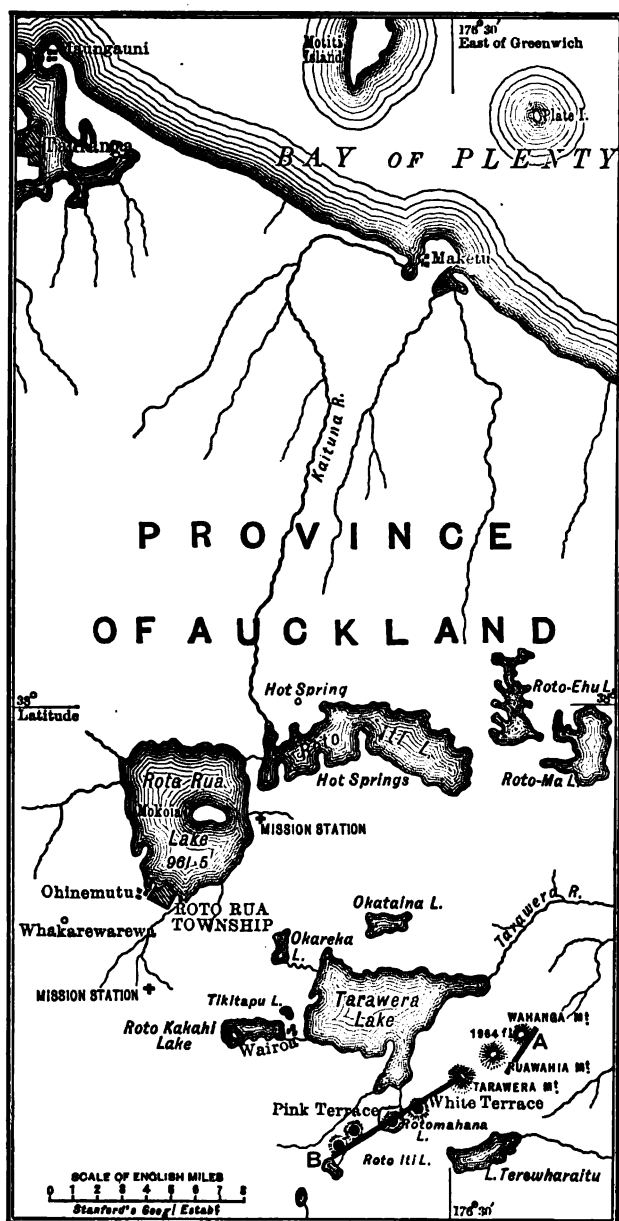 Maungauni
Motiti
Island
176° 30'
East of Greenwich
Plate I.
Tauranga
BAY OF PLENTY
Maketu
Kaituna R.
PROVINCE
OF AUCKLAND
38°
Latitude
38°
Hot Spring
Roto-Ehu L.
Roto Iti L.
Hot Springs
Roto-Ma L.
Rota Rua
Mokoia
Lake
961.5
MISSION STATION
Ohinemutu
ROTO RUA
TOWNSHIP
Whakarewarewa
Okataina L.
Okareka
L.
Tarawera R.
MISSION STATION
Tikitapu L.
Tarawera
Lake
Roto Kakahi
Lake
Wairoa
WAHANGA Mt.
1964 ft
A
RUAWAHIA Mt.
TARAWERA Mt.
White Terrace
Pink Terrace
Rotomahana
L.
B
Roto Iti L.
L. Terewharaitu
SCALE OF ENGLISH MILES
0 1 2 3 4 5 6 7 8
Stanford's Geogl Estabt
176° 30'